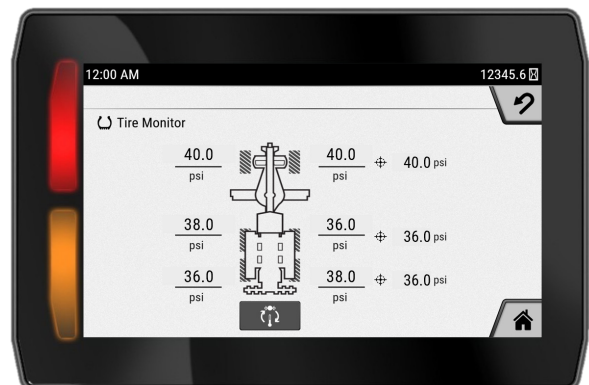 12:00 AM 12345.6
Tire Monitor
40.0 psi 40.0 psi 40.0 psi
38.0 psi 36.0 psi 36.0 psi
36.0 psi 38.0 psi 36.0 psi